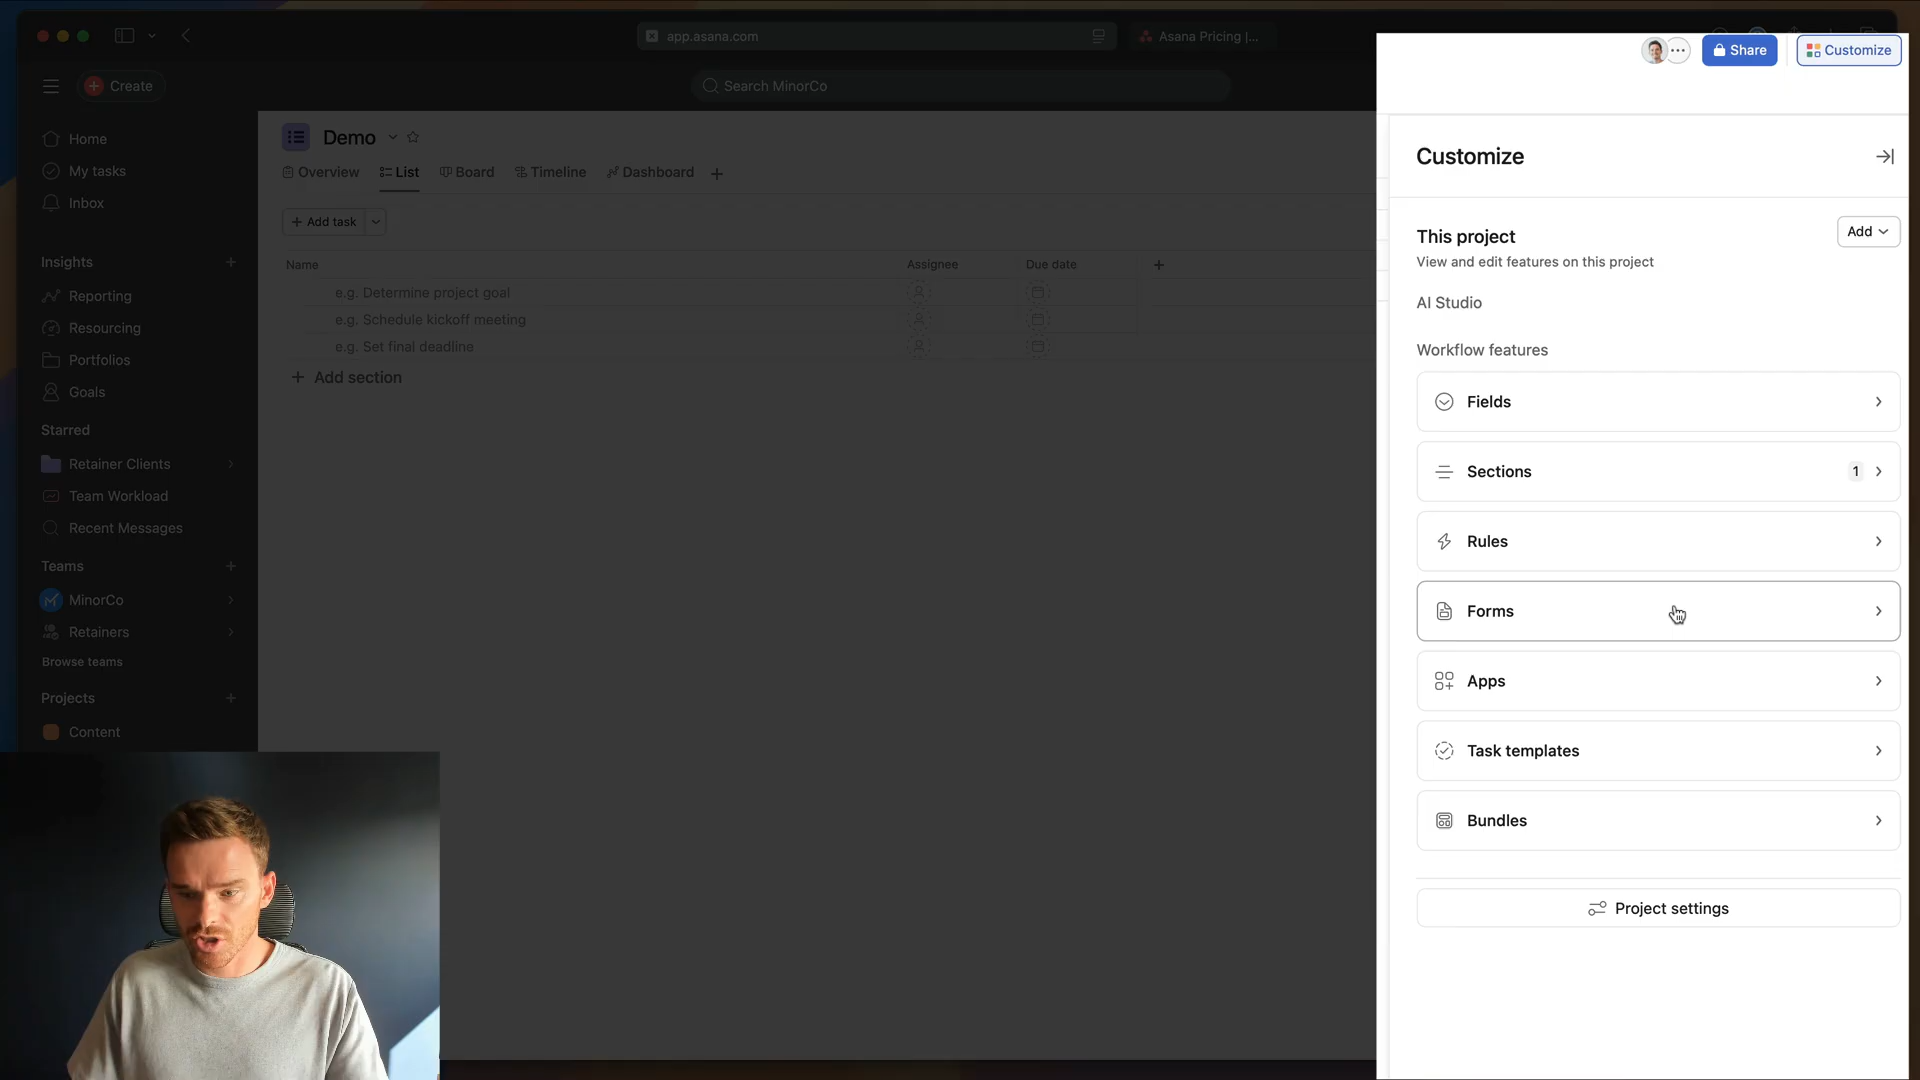 app.asana.com
Asana Pricing |...
Create
Search MinorCo
Share
Customize
Home
My tasks
Inbox
Insights
Reporting
Resourcing
Portfolios
Goals
Starred
Retainer Clients
Team Workload
Recent Messages
Teams
MinorCo
Retainers
Browse teams
Projects
Content
Demo
Overview
List
Board
Timeline
Dashboard
Add task
Name
Assignee
Due date
e.g. Determine project goal
e.g. Schedule kickoff meeting
e.g. Set final deadline
Add section
Customize
This project
Add
View and edit features on this project
AI Studio
Workflow features
Fields
Sections
1
Rules
Forms
Apps
Task templates
Bundles
Project settings